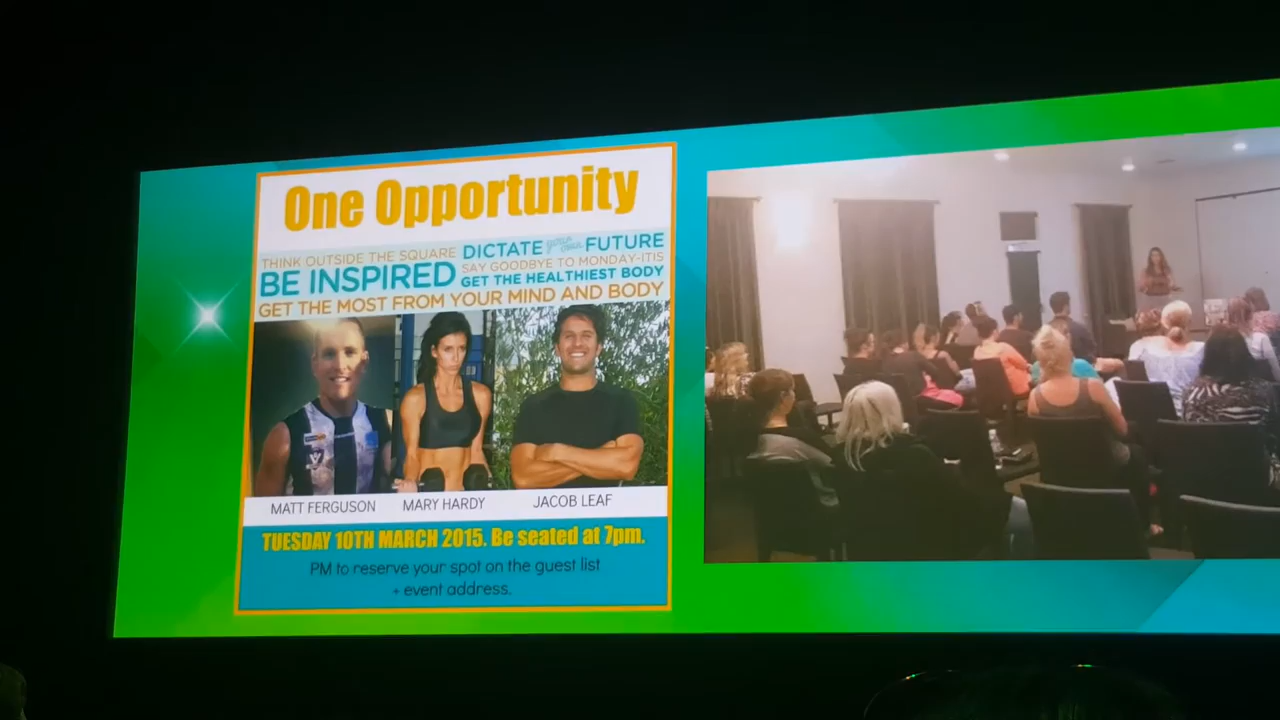 One Opportunity
THINK OUTSIDE THE SQUARE
BE INSPIRED
DICTATE your own FUTURE
SAY GOODBYE TO MONDAY-ITIS
GET THE HEALTHIEST BODY
GET THE MOST FROM YOUR MIND AND BODY
MATT FERGUSON
MARY HARDY
JACOB LEAF
TUESDAY 10TH MARCH 2015. Be seated at 7pm.
PM to reserve your spot on the guest list
+ event address.